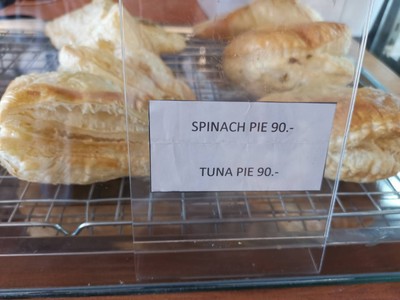 SPINACH PIE 90.-
TUNA PIE 90.-